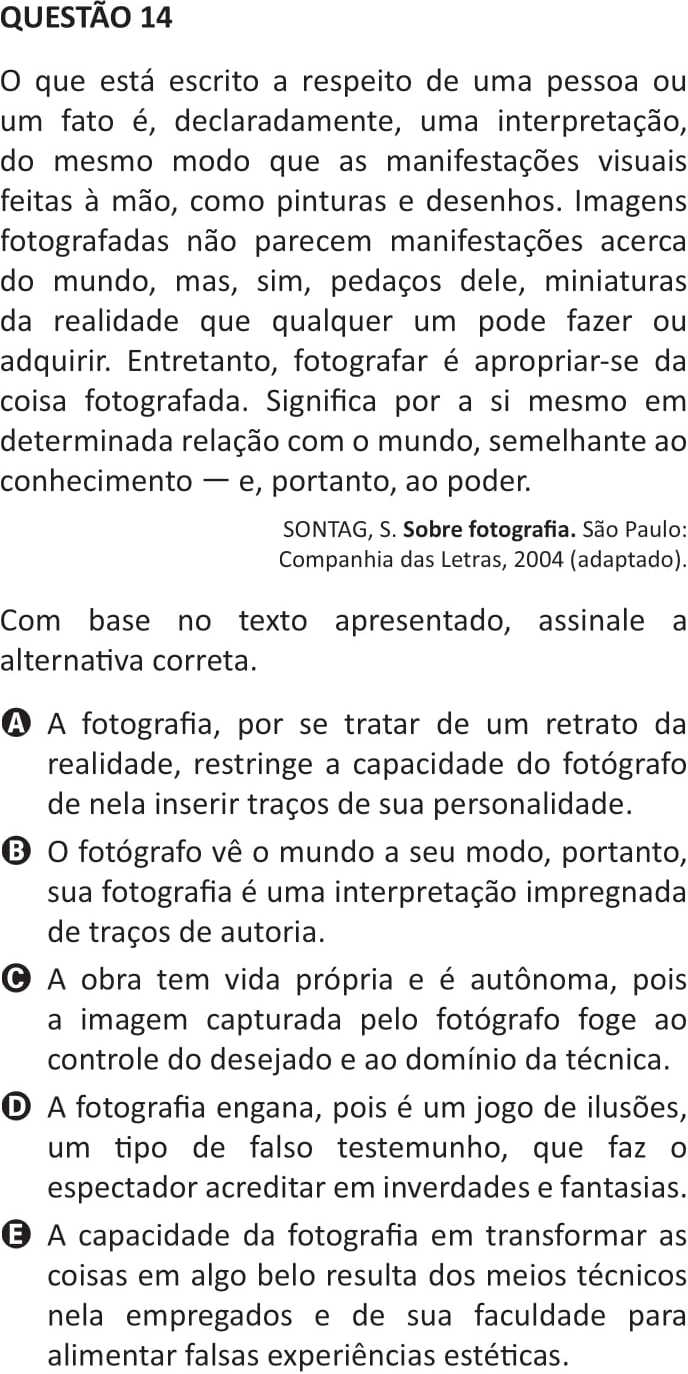 QUESTÃO 14
O que está escrito a respeito de uma pessoa ou
um fato é, declaradamente, uma interpretação,
do mesmo modo que as manifestações visuais
feitas à mão, como pinturas e desenhos. Imagens
fotografadas não parecem manifestações acerca
do mundo, mas, sim, pedaços dele, miniaturas
da realidade que qualquer um pode fazer ou
adquirir. Entretanto, fotografar é apropriar-se da
coisa fotografada. Significa por a si mesmo em
determinada relação com o mundo, semelhante ao
conhecimento — e, portanto, ao poder.
SONTAG, S. Sobre fotografia. São Paulo:
Companhia das Letras, 2004 (adaptado).
Com base no texto apresentado, assinale a
alternativa correta.
A A fotografia, por se tratar de um retrato da
realidade, restringe a capacidade do fotógrafo
de nela inserir traços de sua personalidade.
B O fotógrafo vê o mundo a seu modo, portanto,
sua fotografia é uma interpretação impregnada
de traços de autoria.
C A obra tem vida própria e é autônoma, pois
a imagem capturada pelo fotógrafo foge ao
controle do desejado e ao domínio da técnica.
D A fotografia engana, pois é um jogo de ilusões,
um tipo de falso testemunho, que faz o
espectador acreditar em inverdades e fantasias.
E A capacidade da fotografia em transformar as
coisas em algo belo resulta dos meios técnicos
nela empregados e de sua faculdade para
alimentar falsas experiências estéticas.